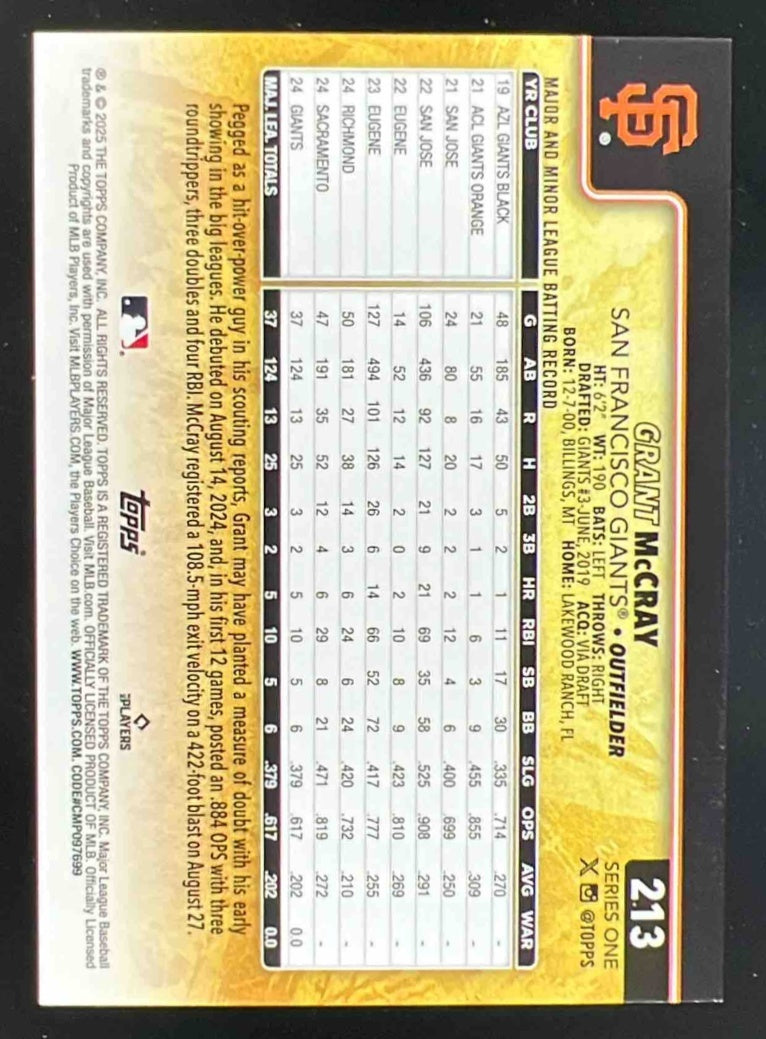 SF
®
213
GRANT McCRAY
SAN FRANCISCO GIANTS® • OUTFIELDER
SERIES ONE
HT: 6'2" WT: 190 BATS: LEFT THROWS: RIGHT
@TOPPS
DRAFTED: GIANTS #3-JUNE, 2019 ACQ: VIA DRAFT
BORN: 12-7-00, BILLINGS, MT HOME: LAKEWOOD RANCH, FL
MAJOR AND MINOR LEAGUE BATTING RECORD
YR CLUB G AB R H 2B 3B HR RBI SB BB SLG OPS AVG WAR
19 AZL GIANTS BLACK 48 185 43 50 5 2 1 11 17 30 .335 .714 .270 -
21 ACL GIANTS ORANGE 21 55 16 17 3 1 1 6 3 9 .455 .855 .309 -
21 SAN JOSE 24 80 8 20 2 2 2 12 4 6 .400 .699 .250 -
22 SAN JOSE 106 436 92 127 21 9 21 69 35 58 .525 .908 .291 -
22 EUGENE 14 52 12 14 2 0 2 10 8 9 .423 .810 .269 -
23 EUGENE 127 494 101 126 26 6 14 66 52 72 .417 .777 .255 -
24 RICHMOND 50 181 27 38 14 3 6 24 6 24 .420 .732 .210 -
24 SACRAMENTO 47 191 35 52 12 4 6 29 8 21 .471 .819 .272 -
24 GIANTS 37 124 13 25 3 2 5 10 5 6 .379 .617 .202 0.0
MAJ. LEA. TOTALS 37 124 13 25 3 2 5 10 5 6 .379 .617 .202 0.0
Pegged as a hit-over-power guy in his scouting reports, Grant may have planted a measure of doubt with his early
showing in the big leagues. He debuted on August 14, 2024, and, in his first 12 games, posted an .884 OPS with three
roundtrippers, three doubles and four RBI. McCray registered a 108.5-mph exit velocity on a 422-foot blast on August 27.
topps
PLAYERS
® & © 2025 THE TOPPS COMPANY, INC. ALL RIGHTS RESERVED. TOPPS IS A REGISTERED TRADEMARK OF THE TOPPS COMPANY, INC. Major League Baseball
trademarks and copyrights are used with permission of Major League Baseball. Visit MLB.com. OFFICIALLY LICENSED PRODUCT OF MLB. Officially Licensed
Product of MLB Players, Inc. Visit MLBPLAYERS.COM, the Players Choice on the web. WWW.TOPPS.COM. CODE#CMP097699